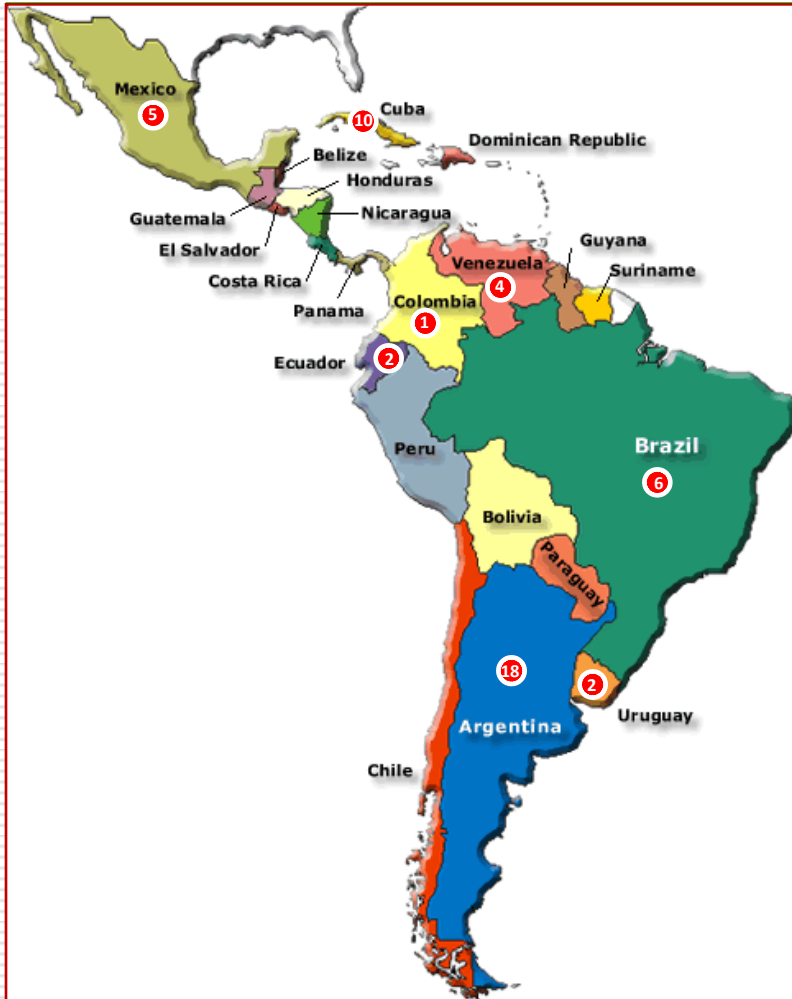 Mexico
5
10
Cuba
Dominican Republic
Belize
Honduras
Guatemala
Nicaragua
El Salvador
Costa Rica
Panama
Guyana
Venezuela
Suriname
4
Colombia
1
Ecuador
2
Peru
Brazil
6
Bolivia
Paraguay
18
2
Uruguay
Argentina
Chile